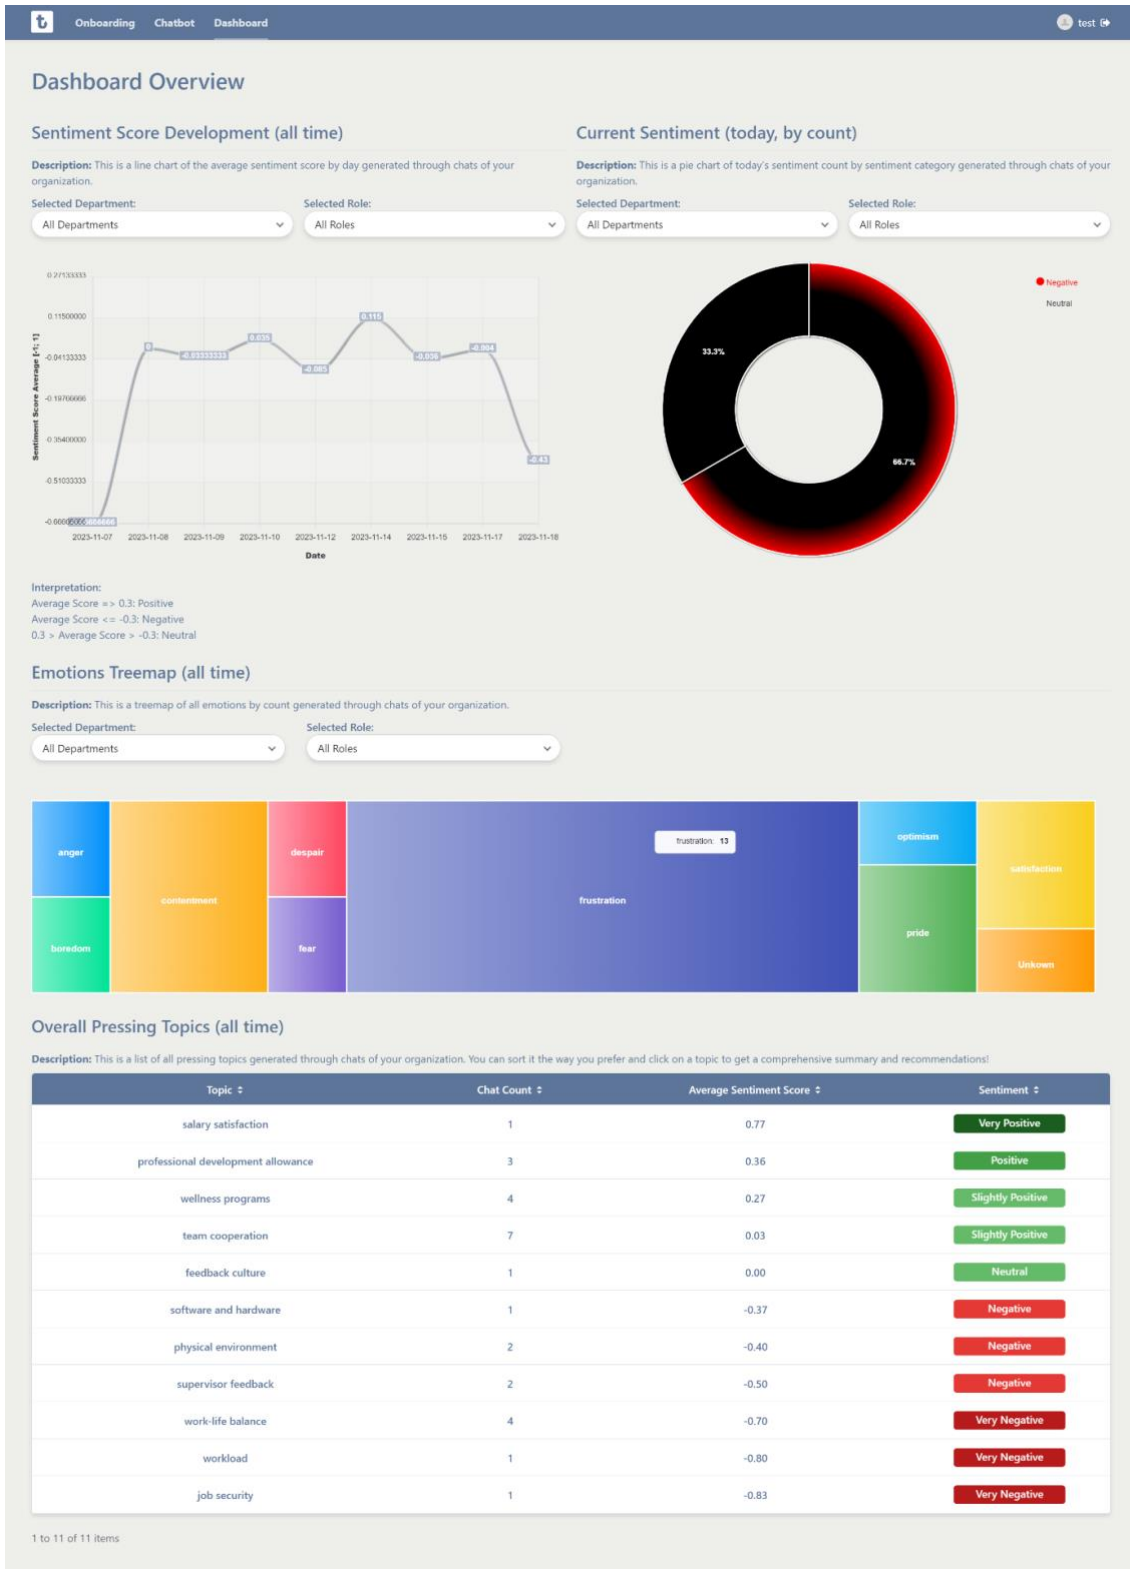 t Onboarding Chatbot Dashboard test
Dashboard Overview
Sentiment Score Development (all time)
Description: This is a line chart of the average sentiment score by day generated through chats of your
organization.
Selected Department: Selected Role:
All Departments All Roles
Current Sentiment (today, by count)
Description: This is a pie chart of today's sentiment count by sentiment category generated through chats of your
organization.
Selected Department: Selected Role:
All Departments All Roles
Sentiment Score Average [-1; 1]
0.27133333
0.11500000
-0.04133333
-0.19766666
-0.35400000
-0.51033333
0
-0.03333333
0.035
-0.085
0.115
-0.036
-0.004
-0.43
2023-11-07 2023-11-08 2023-11-09 2023-11-10 2023-11-12 2023-11-14 2023-11-15 2023-11-17 2023-11-18
Date
Negative
Neutral
33.3%
66.7%
Interpretation:
Average Score => 0.3: Positive
Average Score <= -0.3: Negative
0.3 > Average Score > -0.3: Neutral
Emotions Treemap (all time)
Description: This is a treemap of all emotions by count generated through chats of your organization.
Selected Department: Selected Role:
All Departments All Roles
anger
boredom
contentment
despair
fear
frustration: 13
frustration
optimism
pride
satisfaction
Unkown
Overall Pressing Topics (all time)
Description: This is a list of all pressing topics generated through chats of your organization. You can sort it the way you prefer and click on a topic to get a comprehensive summary and recommendations!
Topic Chat Count Average Sentiment Score Sentiment
salary satisfaction 1 0.77 Very Positive
professional development allowance 3 0.36 Positive
wellness programs 4 0.27 Slightly Positive
team cooperation 7 0.03 Slightly Positive
feedback culture 1 0.00 Neutral
software and hardware 1 -0.37 Negative
physical environment 2 -0.40 Negative
supervisor feedback 2 -0.50 Negative
work-life balance 4 -0.70 Very Negative
workload 1 -0.80 Very Negative
job security 1 -0.83 Very Negative
1 to 11 of 11 items